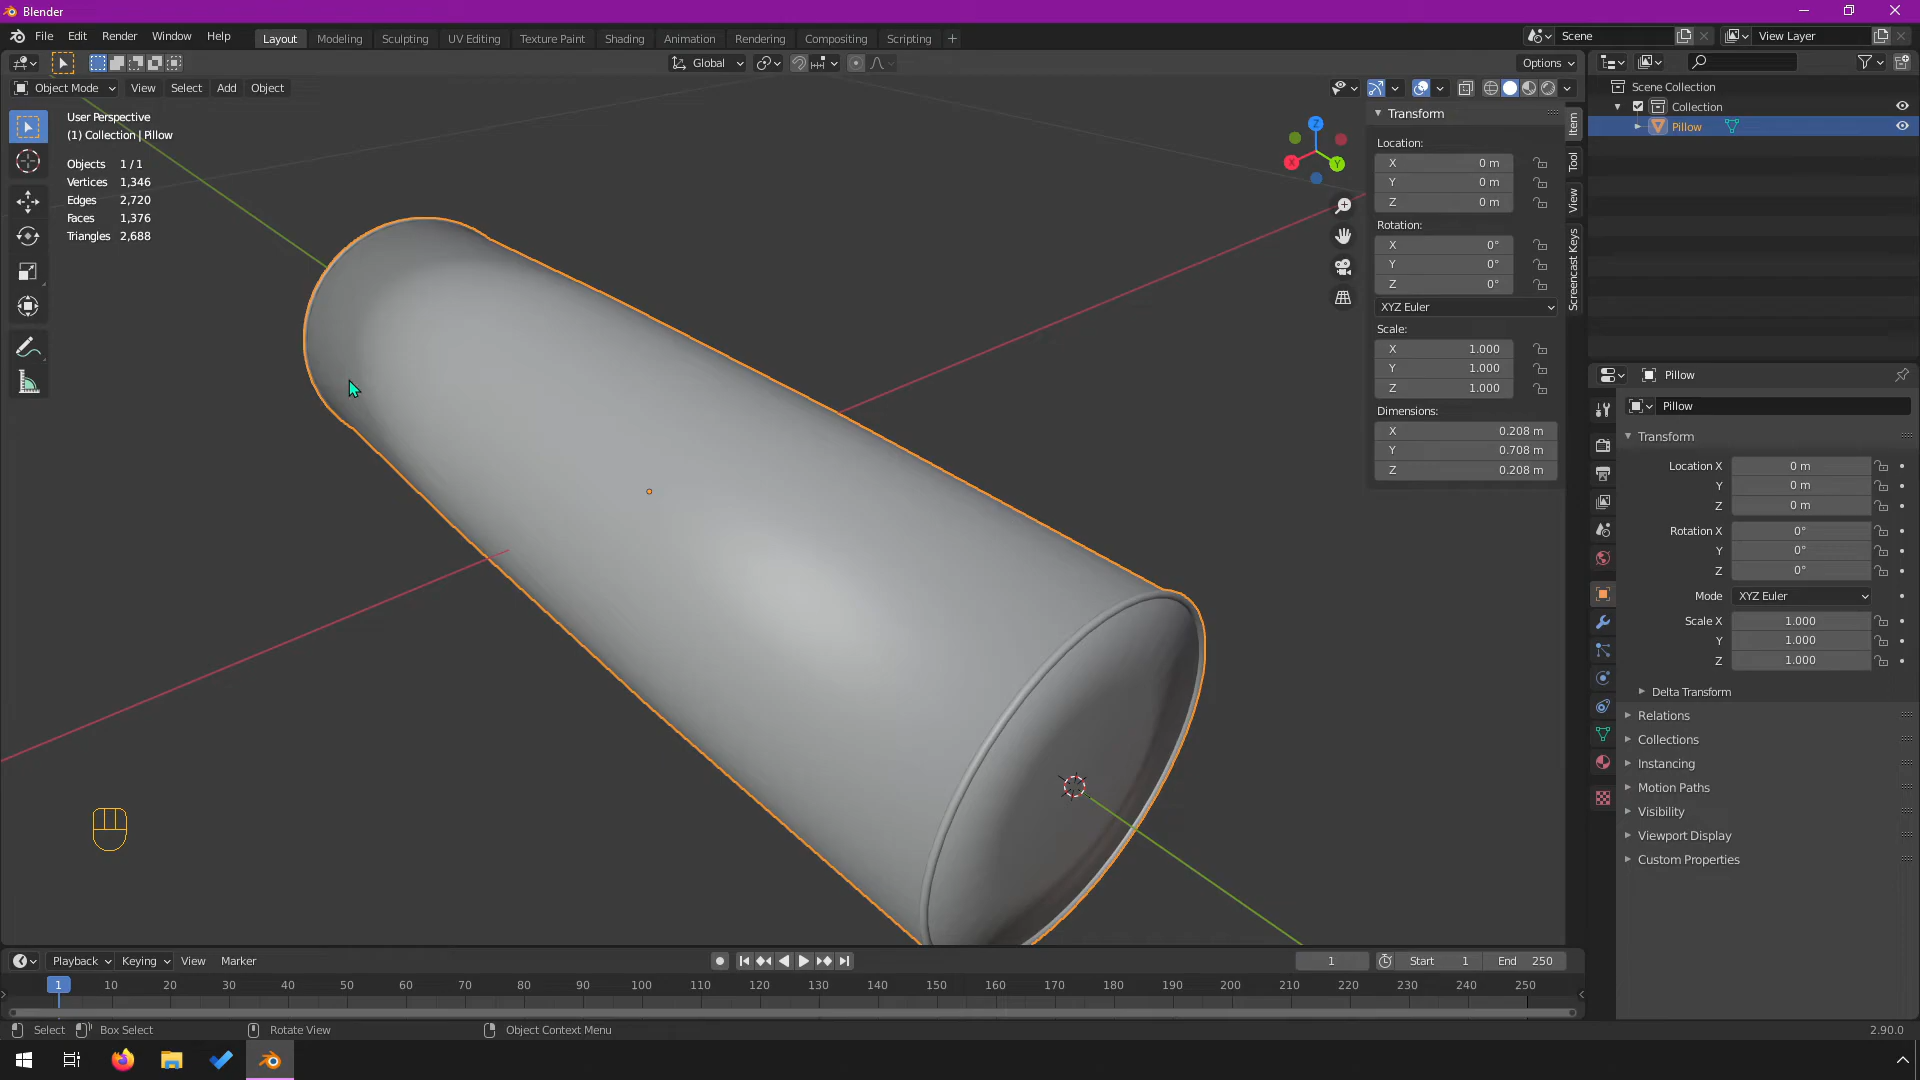 Blender
File Edit Render Window Help
Layout Modeling Sculpting UV Editing Texture Paint Shading Animation Rendering Compositing Scripting
Scene
View Layer
Global
Options
Object Mode View Select Add Object
User Perspective
(1) Collection | Pillow
Objects 1 / 1
Vertices 1,346
Edges 2,720
Faces 1,376
Triangles 2,688
Z
X
Y
Transform
Location:
X 0 m
Y 0 m
Z 0 m
Rotation:
X 0°
Y 0°
Z 0°
XYZ Euler
Scale:
X 1.000
Y 1.000
Z 1.000
Dimensions:
X 0.208 m
Y 0.708 m
Z 0.208 m
Item
Tool
View
Screencast Keys
Scene Collection
Collection
Pillow
Pillow
Pillow
Transform
Location X 0 m
Y 0 m
Z 0 m
Rotation X 0°
Y 0°
Z 0°
Mode XYZ Euler
Scale X 1.000
Y 1.000
Z 1.000
Delta Transform
Relations
Collections
Instancing
Motion Paths
Visibility
Viewport Display
Custom Properties
Playback Keying View Marker
1
Start 1
End 250
1 10 20 30 40 50 60 70 80 90 100 110 120 130 140 150 160 170 180 190 200 210 220 230 240 250
Select Box Select Rotate View Object Context Menu
2.90.0